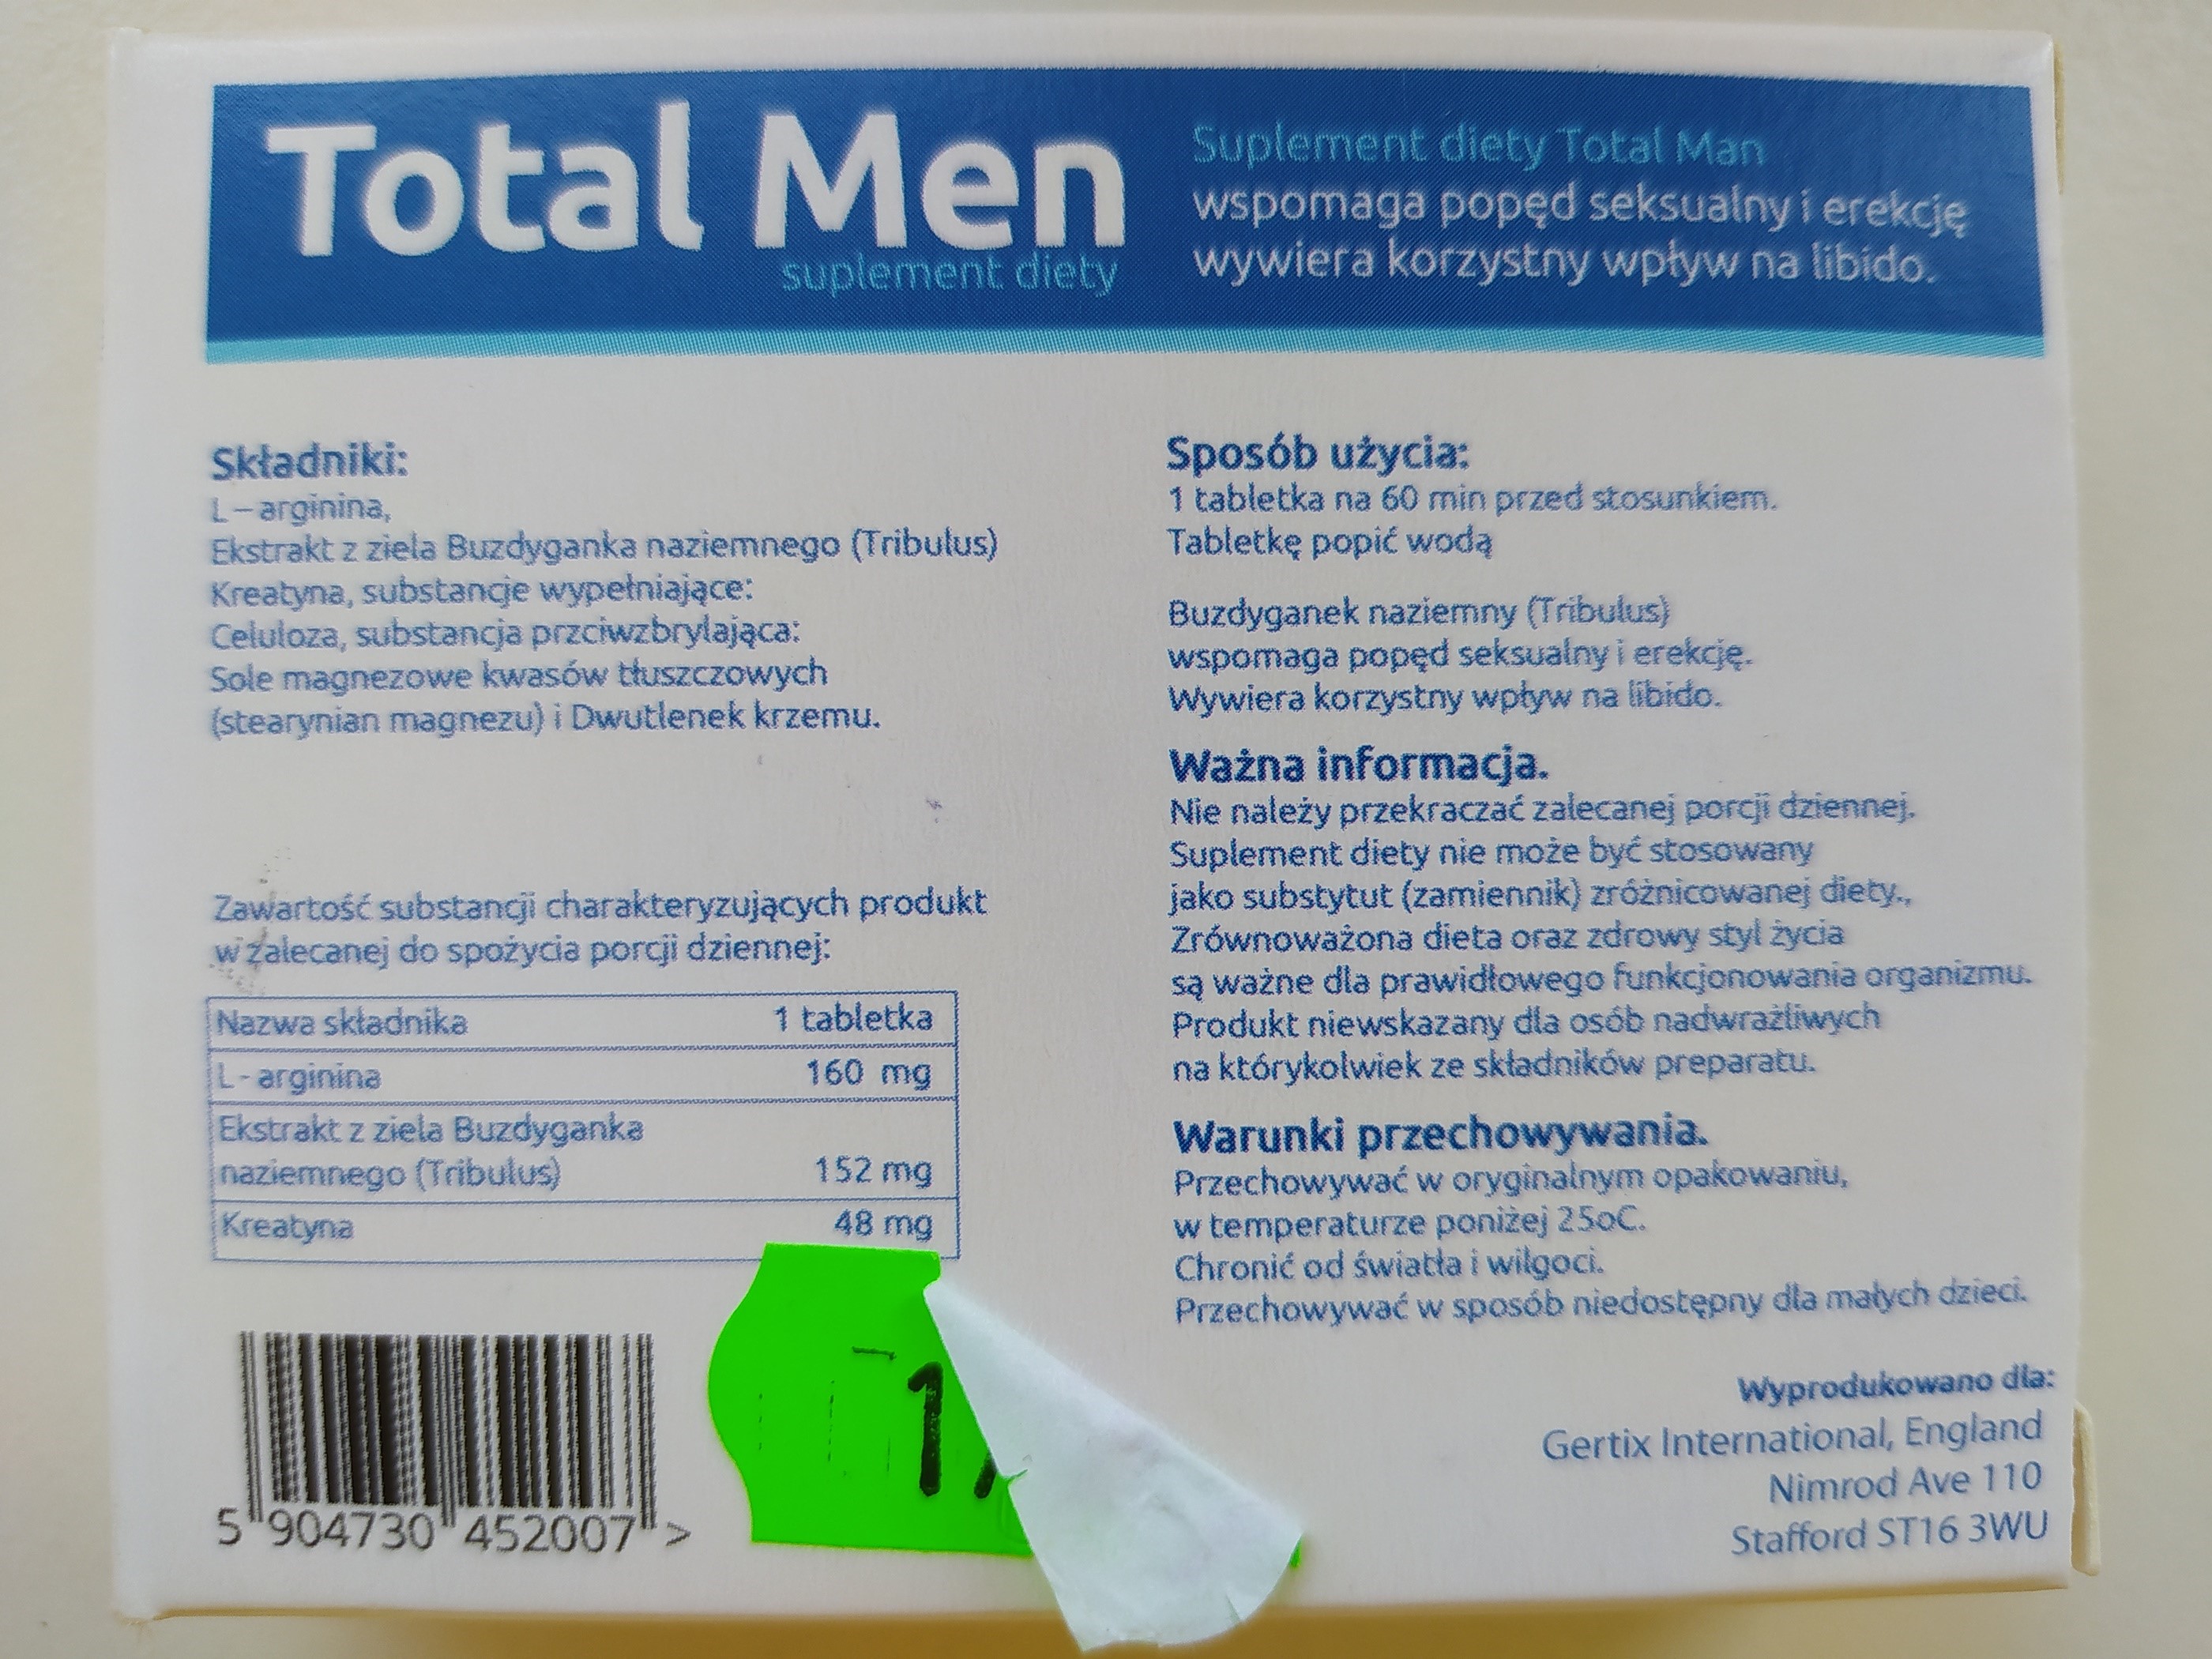 Total Men
suplement diety
Suplement diety Total Man
wspomaga popęd seksualny i erekcję
wywiera korzystny wpływ na libido.
Składniki:
L – arginina,
Ekstrakt z ziela Buzdyganka naziemnego (Tribulus)
Kreatyna, substancje wypełniające:
Celuloza, substancja przciwzbrylająca:
Sole magnezowe kwasów tłuszczowych
(stearynian magnezu) i Dwutlenek krzemu.
Zawartość substancji charakteryzujących produkt
w zalecanej do spożycia porcji dziennej:
Nazwa składnika 1 tabletka
L - arginina 160 mg
Ekstrakt z ziela Buzdyganka
naziemnego (Tribulus) 152 mg
Kreatyna 48 mg
5 904730 452007 >
1,
Sposób użycia:
1 tabletka na 60 min przed stosunkiem.
Tabletkę popić wodą
Buzdyganek naziemny (Tribulus)
wspomaga popęd seksualny i erekcję.
Wywiera korzystny wpływ na libido.
Ważna informacja.
Nie należy przekraczać zalecanej porcji dziennej.
Suplement diety nie może być stosowany
jako substytut (zamiennik) zróżnicowanej diety.,
Zrównoważona dieta oraz zdrowy styl życia
są ważne dla prawidłowego funkcjonowania organizmu.
Produkt niewskazany dla osób nadwrażliwych
na którykolwiek ze składników preparatu.
Warunki przechowywania.
Przechowywać w oryginalnym opakowaniu,
w temperaturze poniżej 25oC.
Chronić od światła i wilgoci.
Przechowywać w sposób niedostępny dla małych dzieci.
Wyprodukowano dla:
Gertix International, England
Nimrod Ave 110
Stafford ST16 3WU